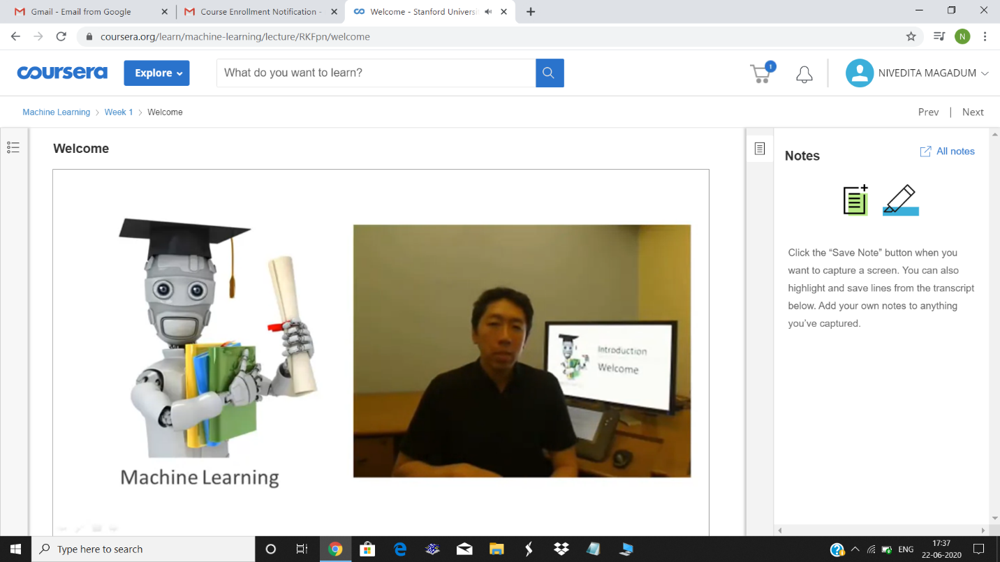 Gmail - Email from Google
Course Enrollment Notification -
Welcome - Stanford Universi
coursera.org/learn/machine-learning/lecture/RKFpn/welcome
N
coursera
Explore
What do you want to learn?
1
NIVEDITA MAGADUM
Machine Learning
Week 1
Welcome
Prev | Next
Welcome
Notes
All notes
Click the “Save Note” button when you
want to capture a screen. You can also
highlight and save lines from the transcript
below. Add your own notes to anything
you’ve captured.
Introduction
Welcome
Machine Learning
Type here to search
ENG
17:37
22-06-2020